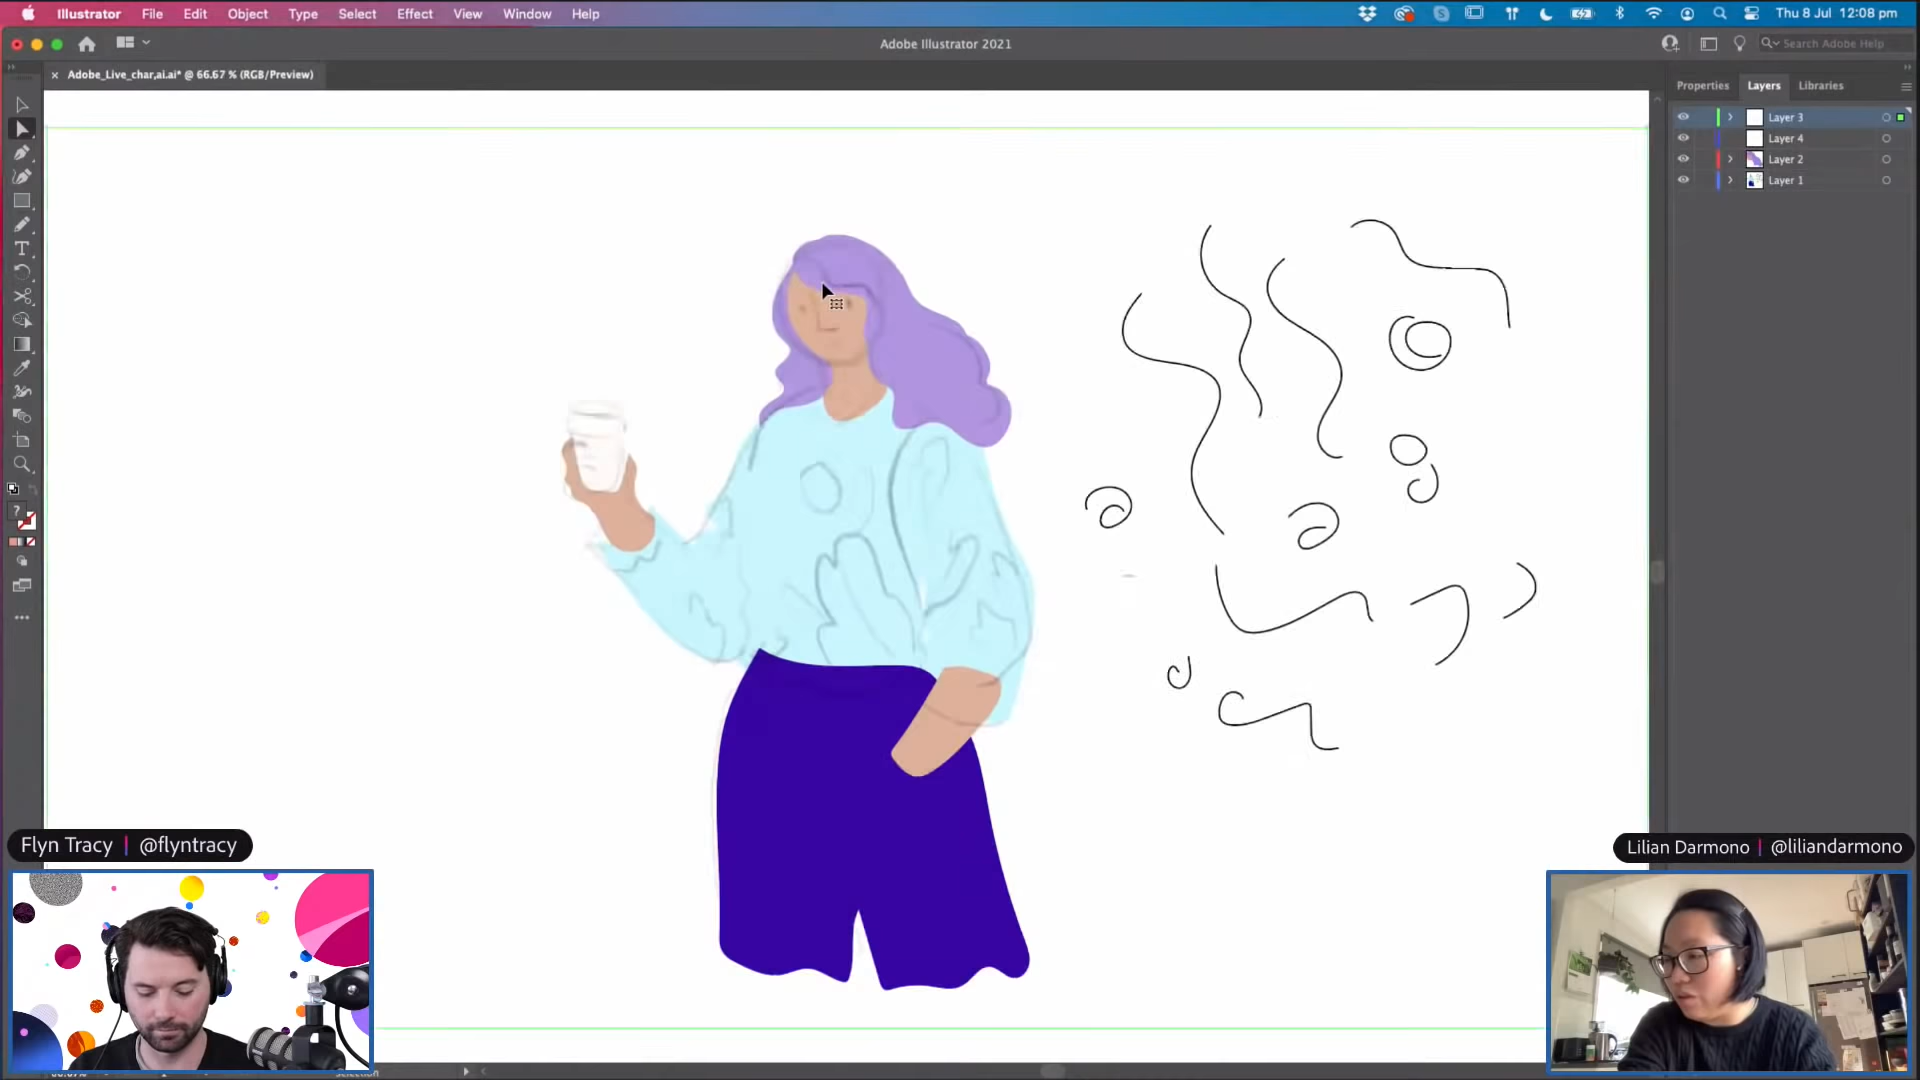 Illustrator File Edit Object Type Select Effect View Window Help
Thu 8 Jul 12:08 pm
Adobe Illustrator 2021
Search Adobe Help
Adobe_Live_char,ai.ai* @ 66.67 % (RGB/Preview)
Properties Layers Libraries
Layer 3
Layer 4
Layer 2
Layer 1
Flyn Tracy | @flyntracy
Lilian Darmono | @liliandarmono